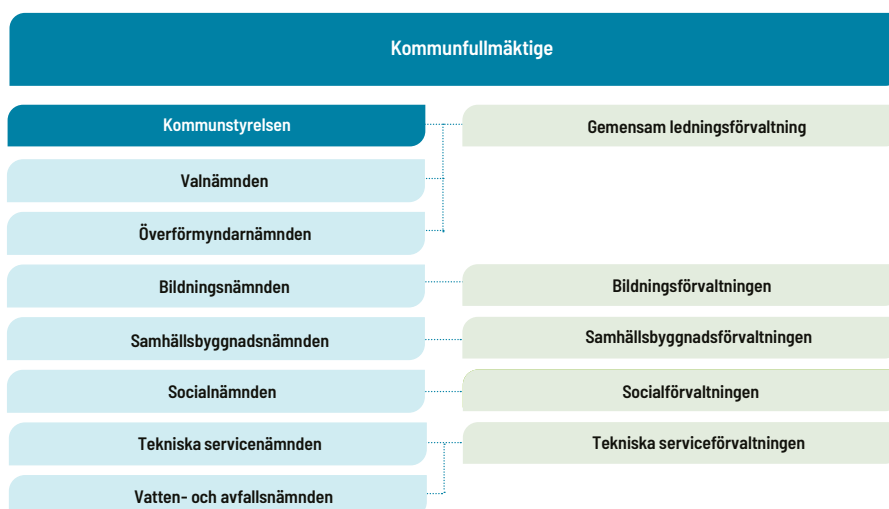 Kommunfullmäktige
Kommunstyrelsen
Gemensam ledningsförvaltning
Valnämnden
Överförmyndarnämnden
Bildningsnämnden
Bildningsförvaltningen
Samhällsbyggnadsnämnden
Samhällsbyggnadsförvaltningen
Socialnämnden
Socialförvaltningen
Tekniska servicenämnden
Tekniska serviceförvaltningen
Vatten- och avfallsnämnden